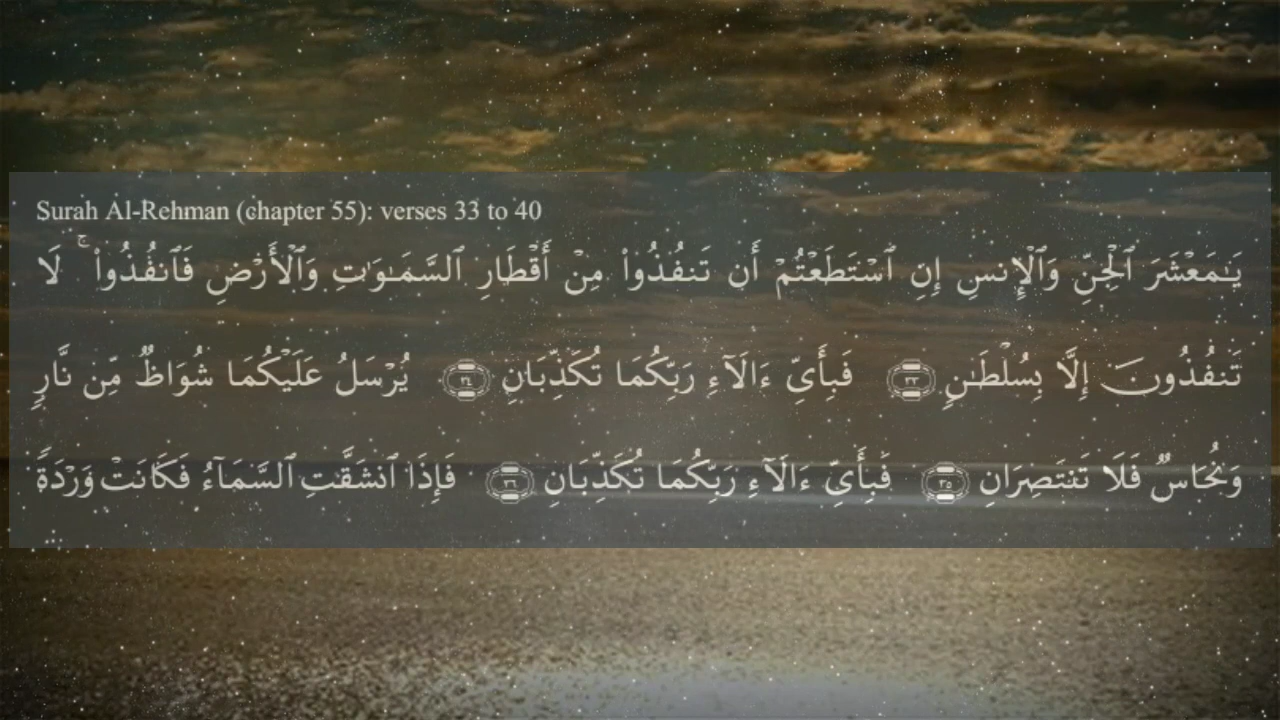 Surah Al-Rehman (chapter 55): verses 33 to 40
يَٰمَعْشَرَ ٱلْجِنِّ وَٱلْإِنسِ إِنِ ٱسْتَطَعْتُمْ أَن تَنفُذُوا۟ مِنْ أَقْطَارِ ٱلسَّمَٰوَٰتِ وَٱلْأَرْضِ فَٱنفُذُوا۟ ۚ لَا
تَنفُذُونَ إِلَّا بِسُلْطَٰنٍ ٣٣ فَبِأَىِّ ءَالَآءِ رَبِّكُمَا تُكَذِّبَانِ ٣٤ يُرْسَلُ عَلَيْكُمَا شُوَاظٌ مِّن نَّارٍ
وَنُحَاسٌ فَلَا تَنتَصِرَانِ ٣٥ فَبِأَىِّ ءَالَآءِ رَبِّكُمَا تُكَذِّبَانِ ٣٦ فَإِذَا ٱنشَقَّتِ ٱلسَّمَآءُ فَكَانَتْ وَرْدَةً